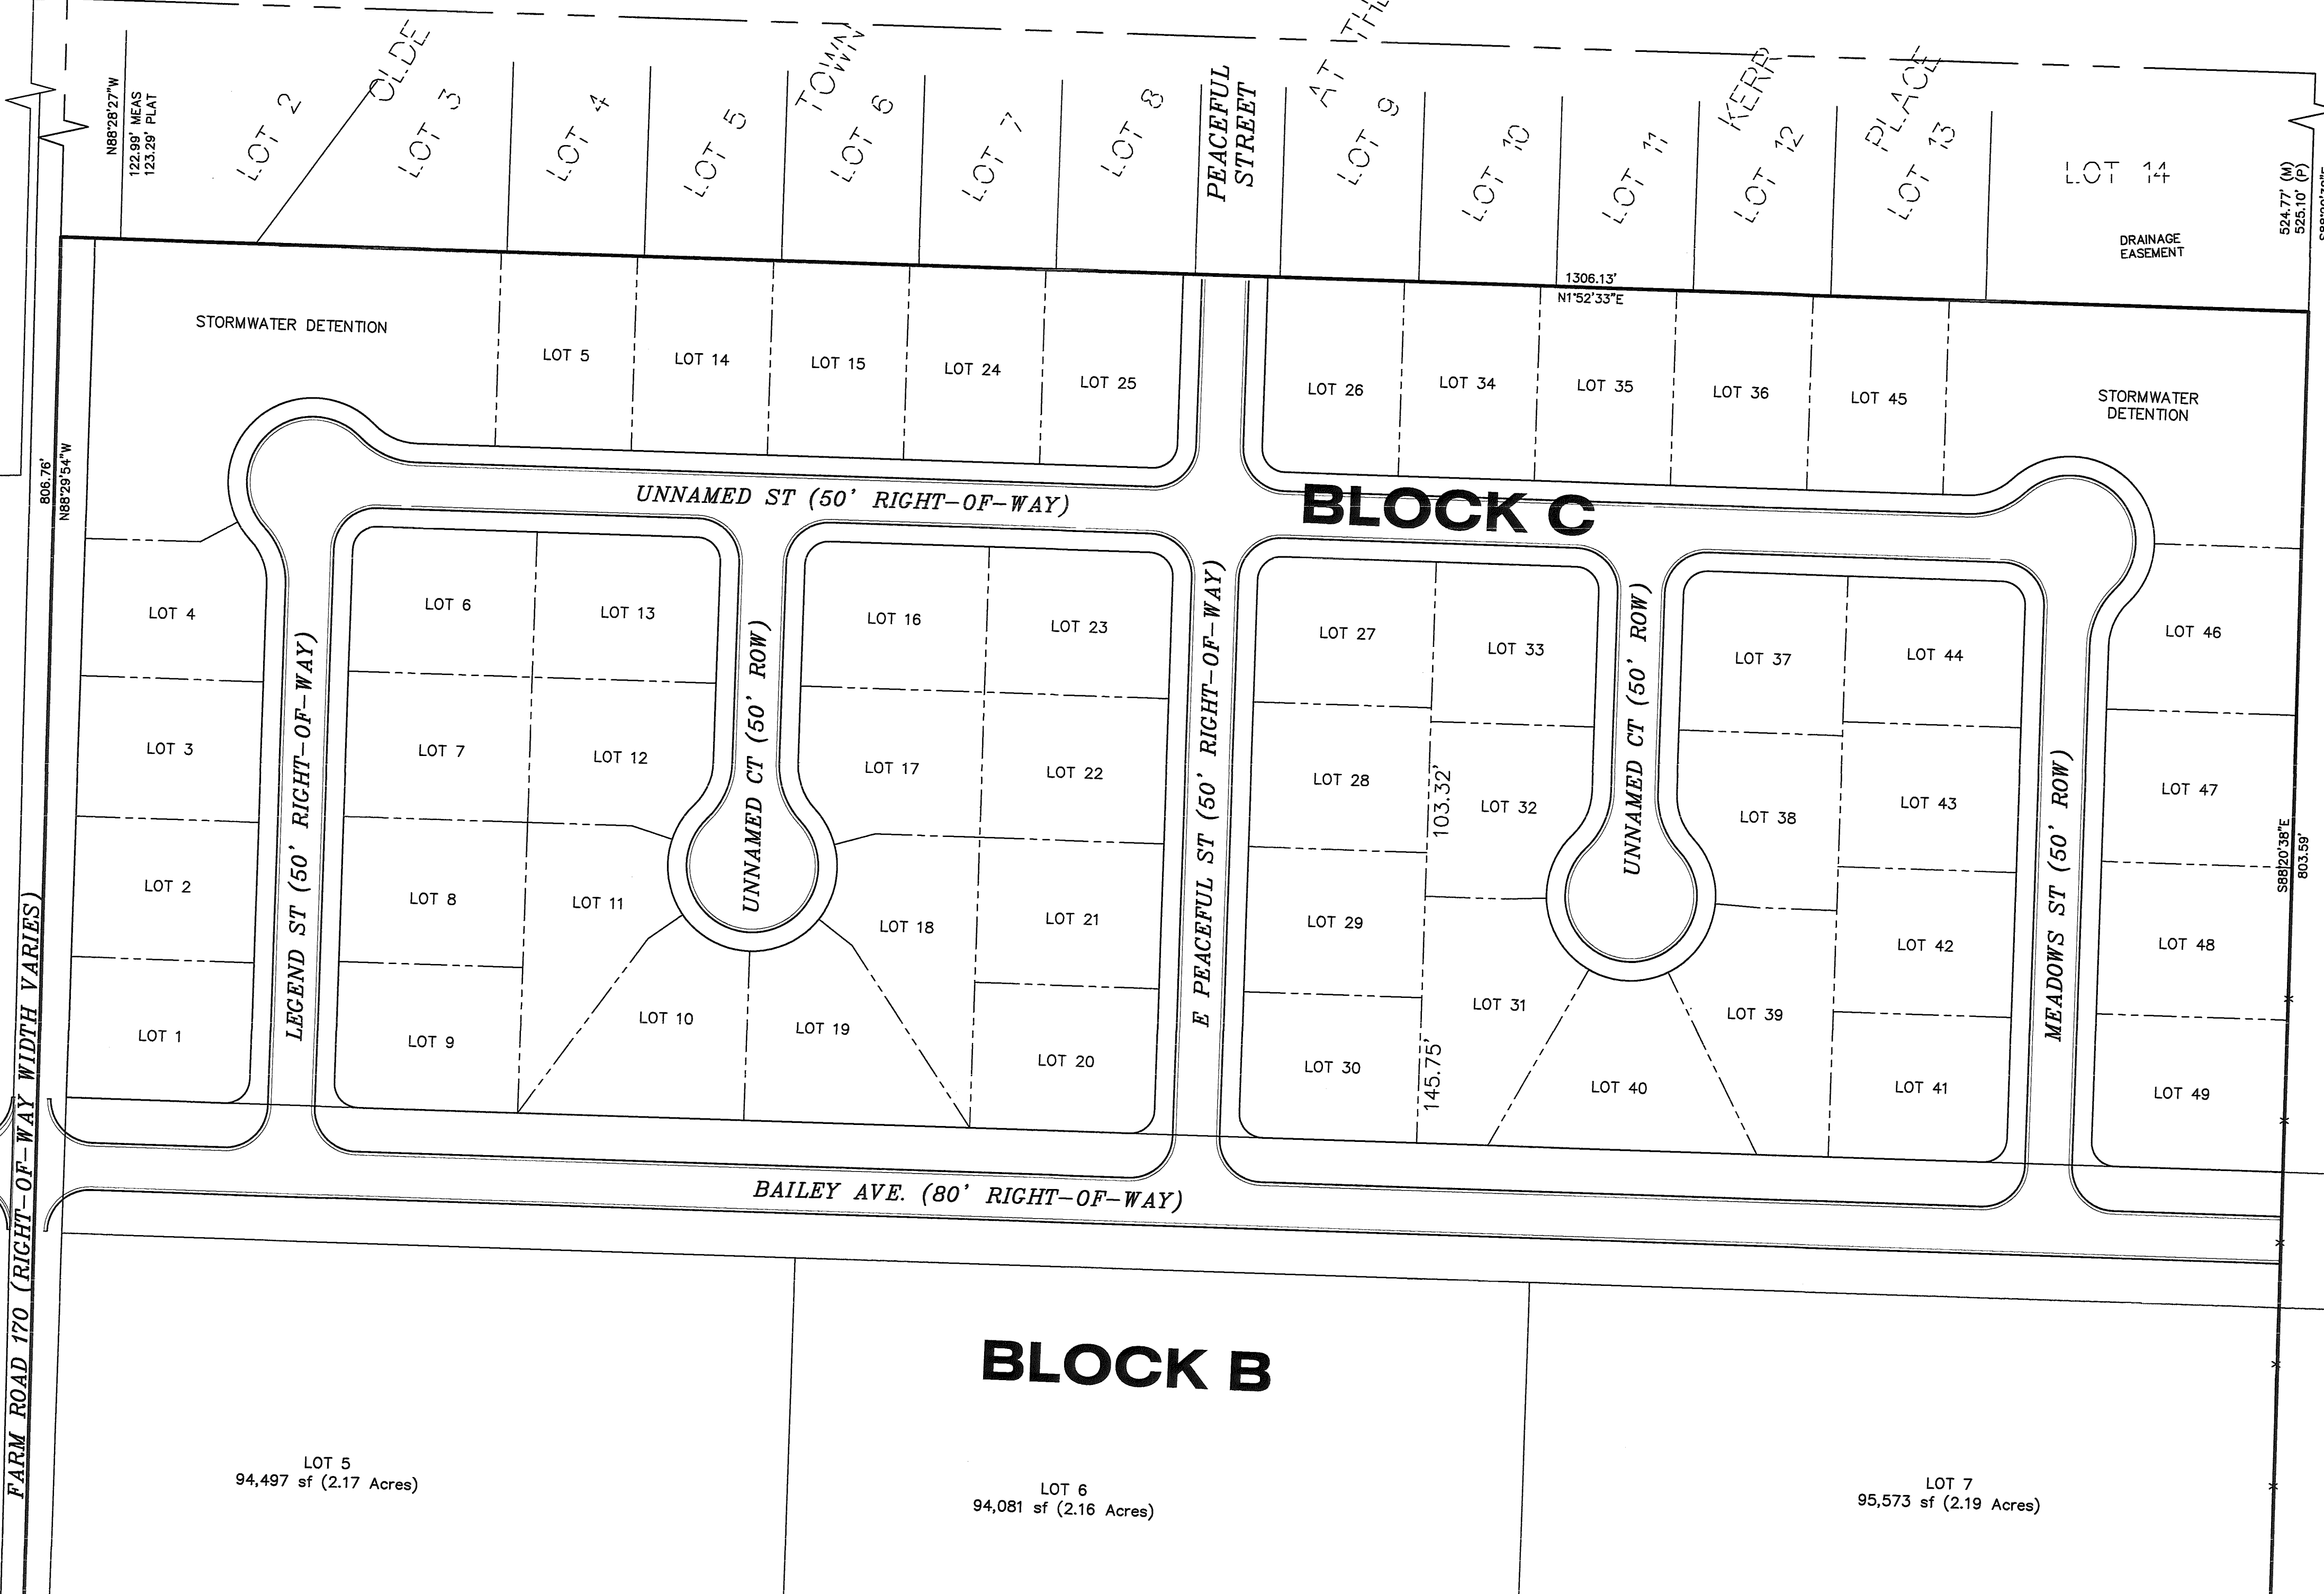 OLDE
TOWN
AT THE
KERR
PLACE
N88°28'27"W
122.99' MEAS
123.29' PLAT
LOT 2
LOT 3
LOT 4
LOT 5
LOT 6
LOT 7
LOT 8
PEACEFUL
STREET
LOT 9
LOT 10
LOT 11
LOT 12
LOT 13
LOT 14
DRAINAGE
EASEMENT
524.77' (M)
525.10' (P)
1306.13'
N1°52'33"E
STORMWATER DETENTION
LOT 5
LOT 14
LOT 15
LOT 24
LOT 25
LOT 26
LOT 34
LOT 35
LOT 36
LOT 45
STORMWATER
DETENTION
806.76'
N88°29'54"W
UNNAMED ST (50' RIGHT-OF-WAY)
BLOCK C
LOT 4
LOT 3
LOT 2
LOT 1
LEGEND ST (50' RIGHT-OF-WAY)
LOT 6
LOT 13
LOT 7
LOT 12
LOT 8
LOT 11
LOT 9
LOT 10
UNNAMED CT (50' ROW)
LOT 16
LOT 23
LOT 17
LOT 22
LOT 18
LOT 21
LOT 19
LOT 20
E PEACEFUL ST (50' RIGHT-OF-WAY)
LOT 27
LOT 33
LOT 28
103.32'
LOT 32
LOT 29
LOT 31
LOT 30
145.75'
UNNAMED CT (50' ROW)
LOT 37
LOT 44
LOT 38
LOT 43
LOT 39
LOT 42
LOT 40
LOT 41
MEADOWS ST (50' ROW)
LOT 46
LOT 47
LOT 48
LOT 49
S88°20'38"E
803.59'
FARM ROAD 170 (RIGHT-OF-WAY WIDTH VARIES)
BAILEY AVE. (80' RIGHT-OF-WAY)
BLOCK B
LOT 5
94,497 sf (2.17 Acres)
LOT 6
94,081 sf (2.16 Acres)
LOT 7
95,573 sf (2.19 Acres)